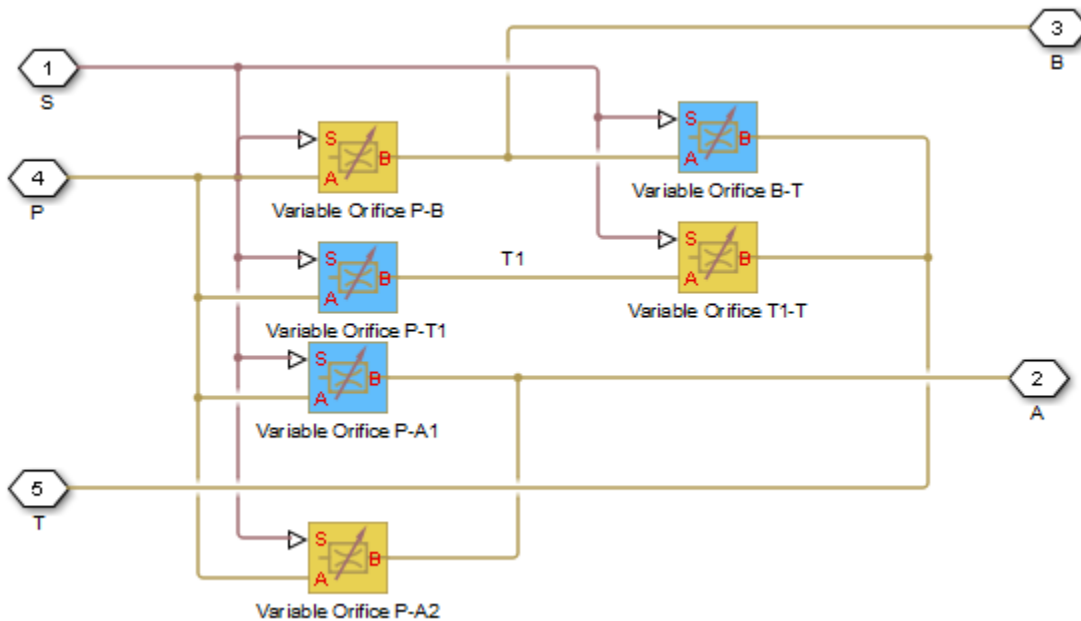 3
B
1
S
S
B
A
Variable Orifice B-T
4
P
S
B
A
Variable Orifice P-B
S
B
A
Variable Orifice T1-T
T1
S
B
A
Variable Orifice P-T1
S
B
A
Variable Orifice P-A1
2
A
5
T
S
B
A
Variable Orifice P-A2